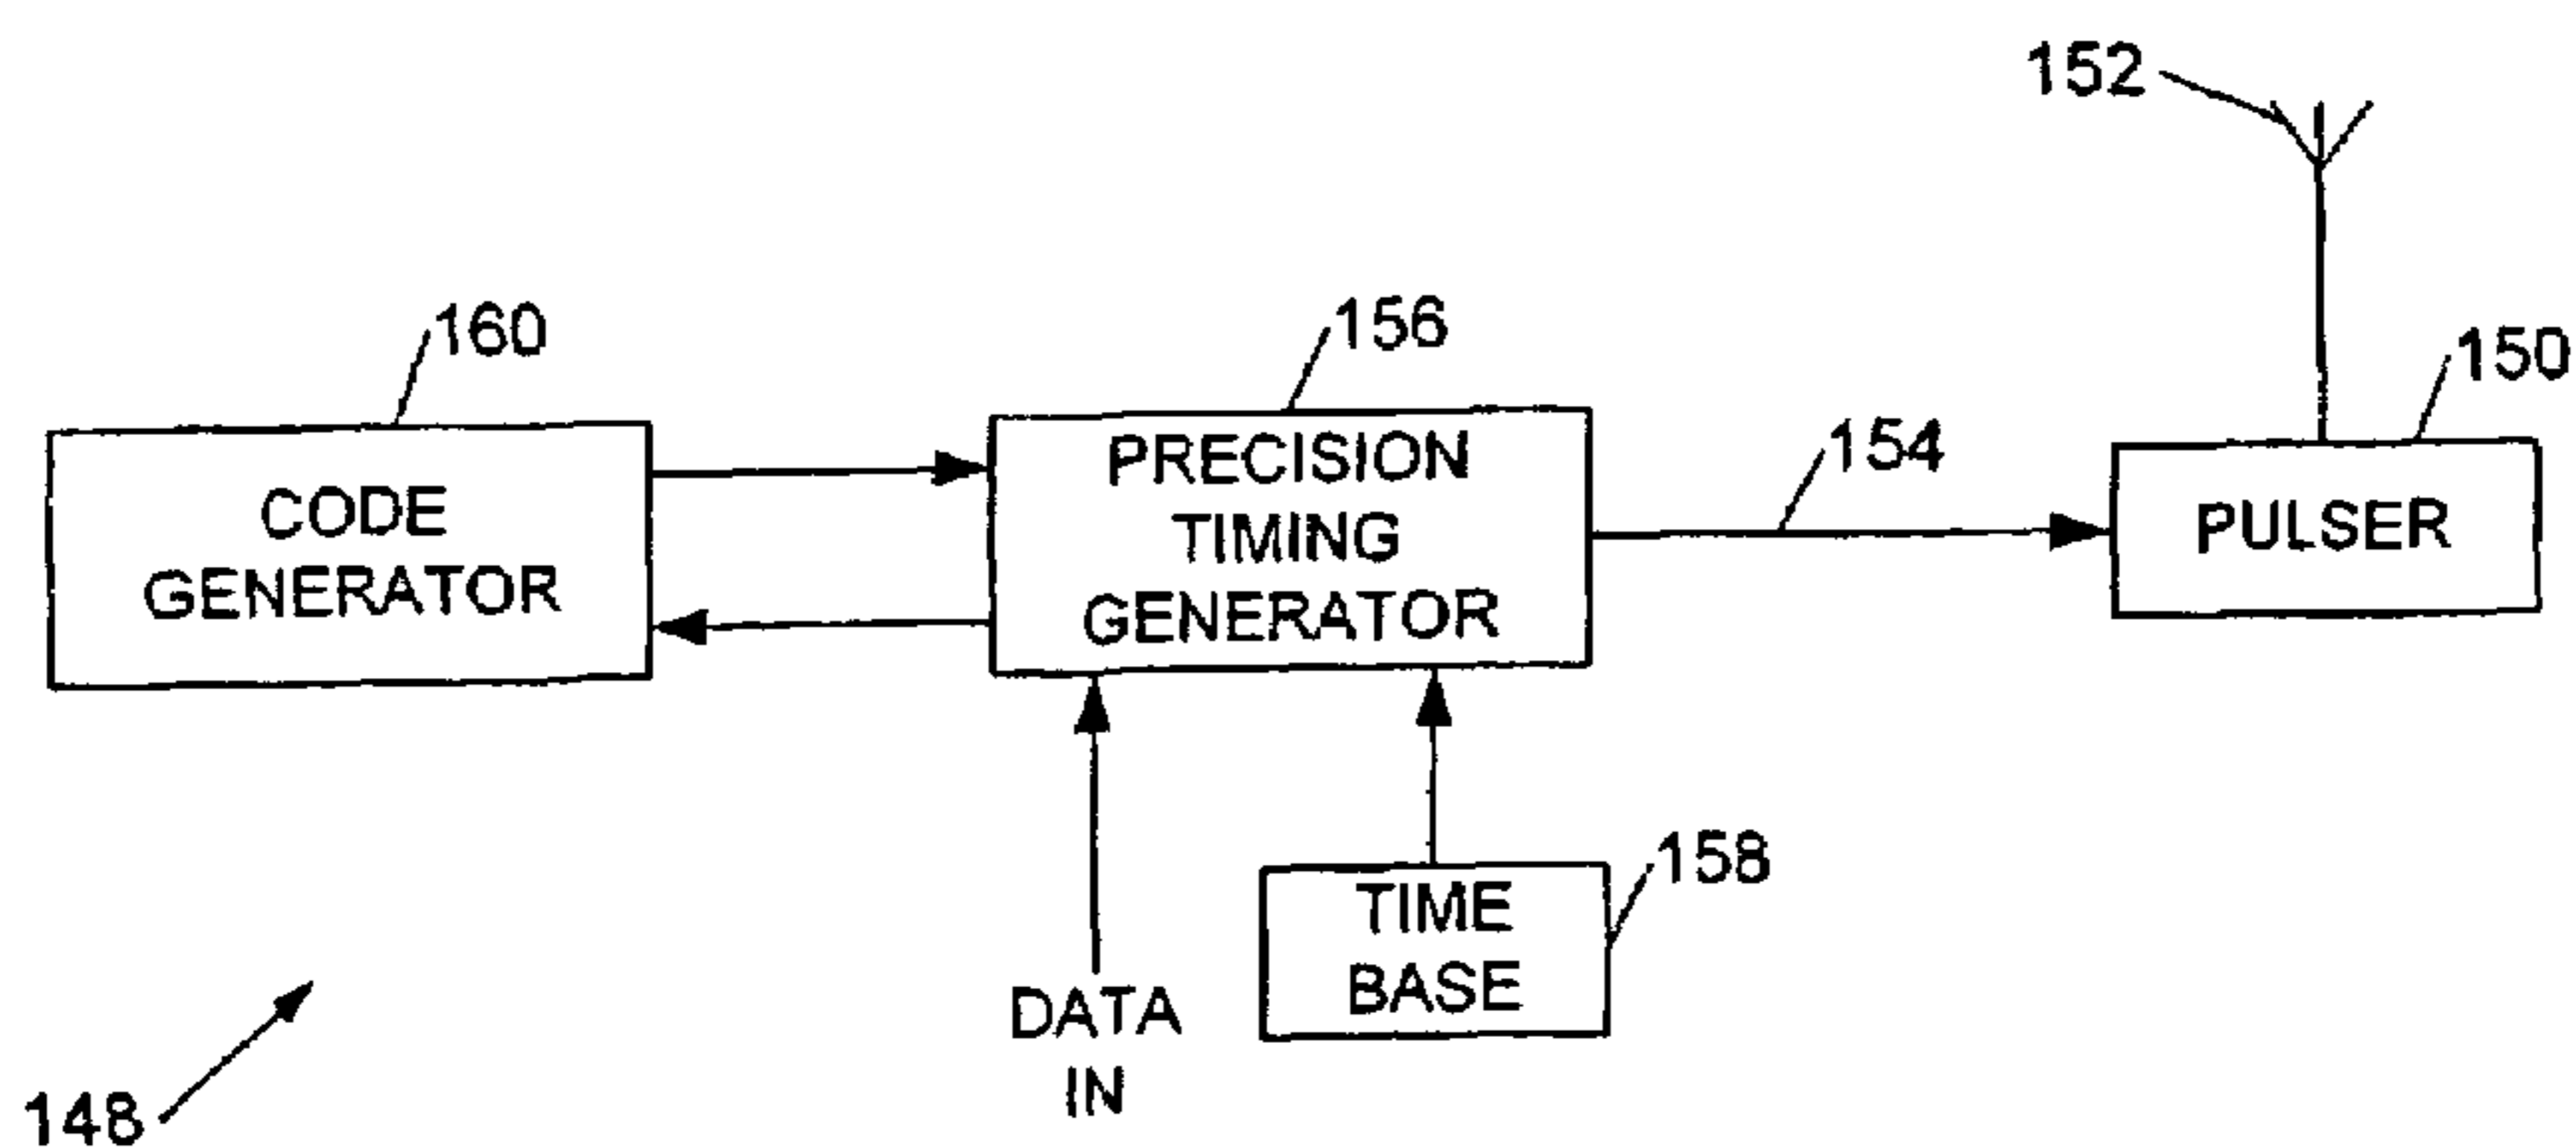 152
160
156
150
154
CODE
GENERATOR
PRECISION
TIMING
GENERATOR
PULSER
158
TIME
BASE
DATA
IN
148